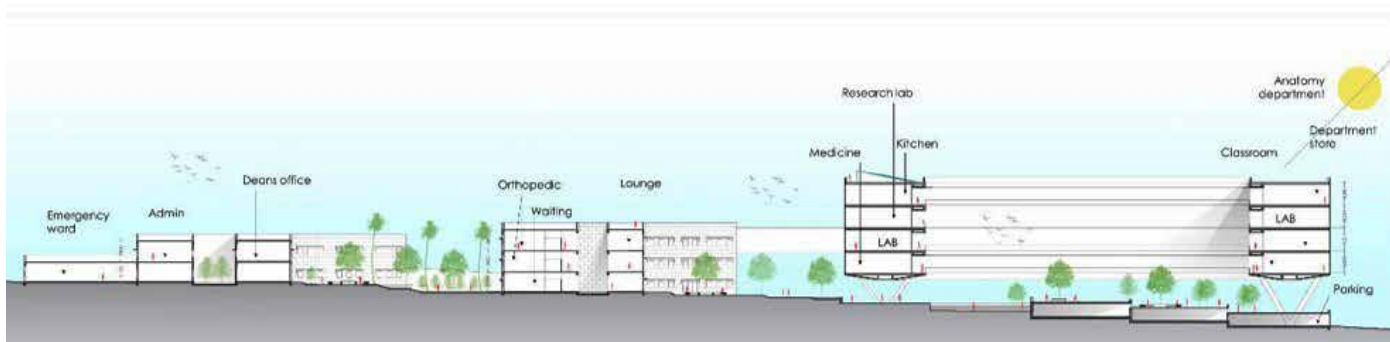 Emergency
ward
Admin
Deans office
Orthopedic
Waiting
Lounge
Medicine
Research lab
Kitchen
LAB
Anatomy
department
Department
store
Classroom
LAB
Parking